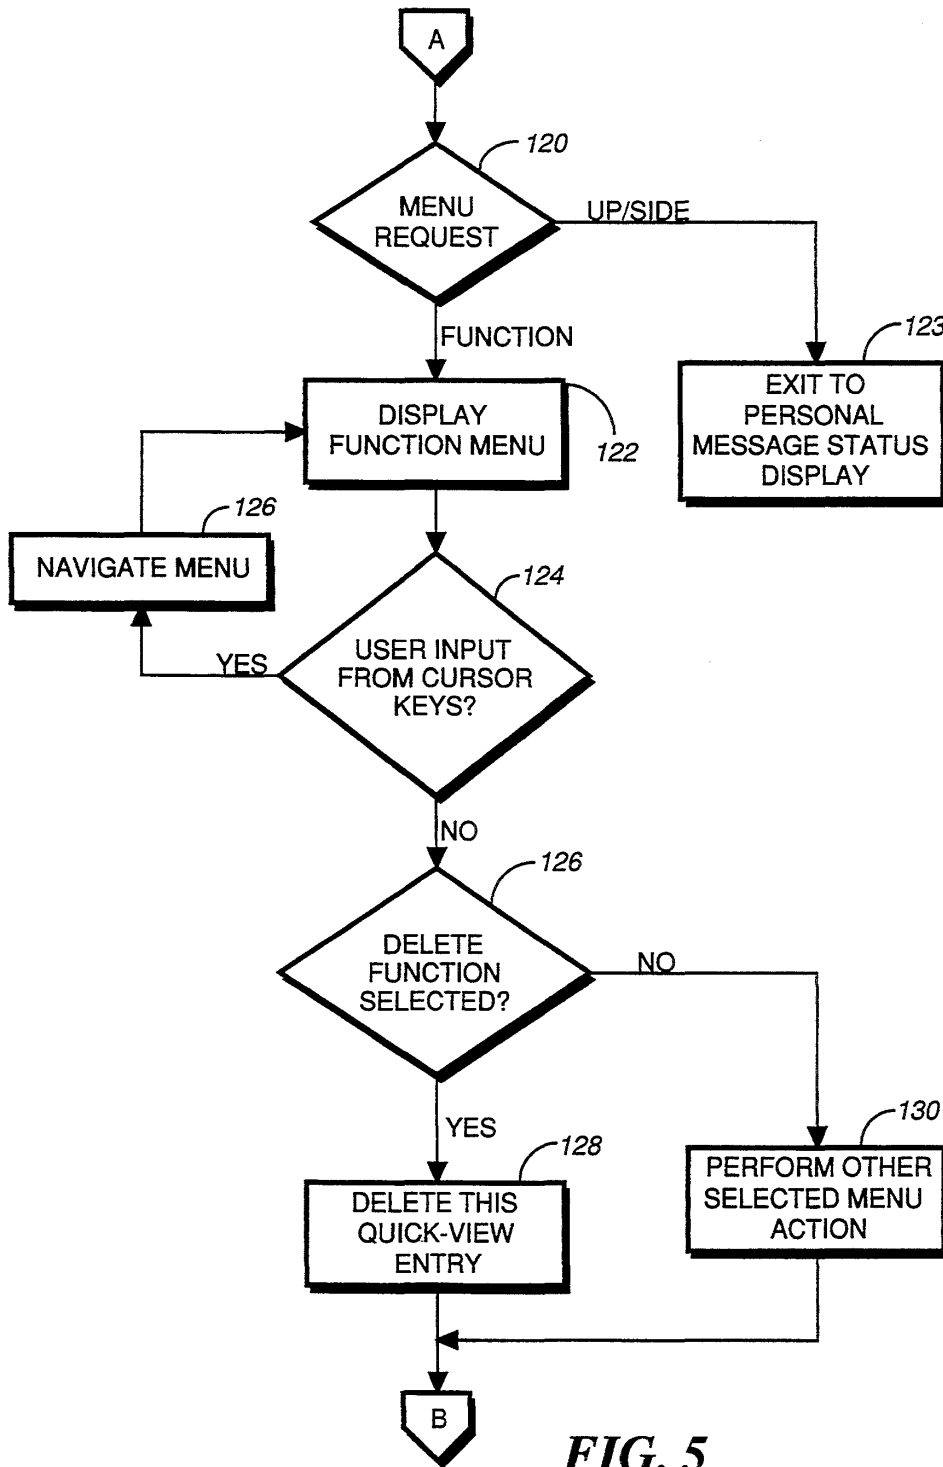 A
120
MENU
REQUEST
UP/SIDE
FUNCTION
123
EXIT TO
PERSONAL
MESSAGE STATUS
DISPLAY
DISPLAY
FUNCTION MENU
122
126
NAVIGATE MENU
124
USER INPUT
FROM CURSOR
KEYS?
YES
NO
126
DELETE
FUNCTION
SELECTED?
NO
YES
130
PERFORM OTHER
SELECTED MENU
ACTION
128
DELETE THIS
QUICK-VIEW
ENTRY
B
FIG. 5